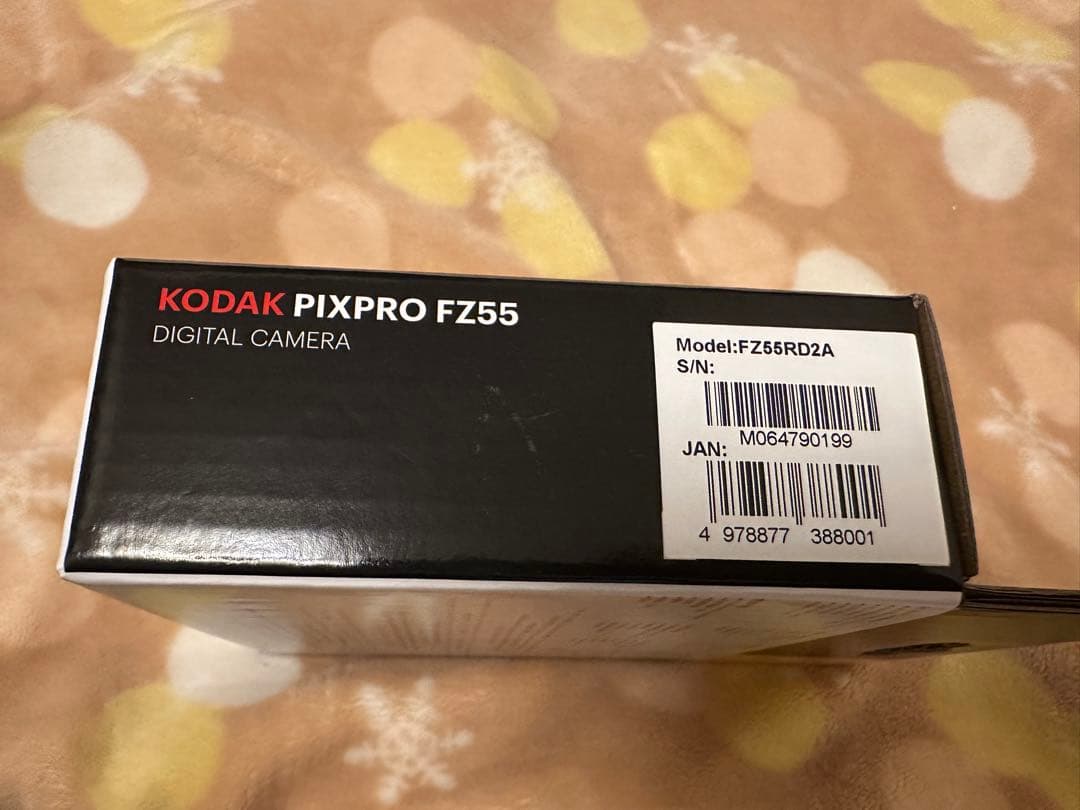 KODAK PIXPRO FZ55
DIGITAL CAMERA
Model:FZ55RD2A
S/N:
M064790199
JAN:
4 978877 388001